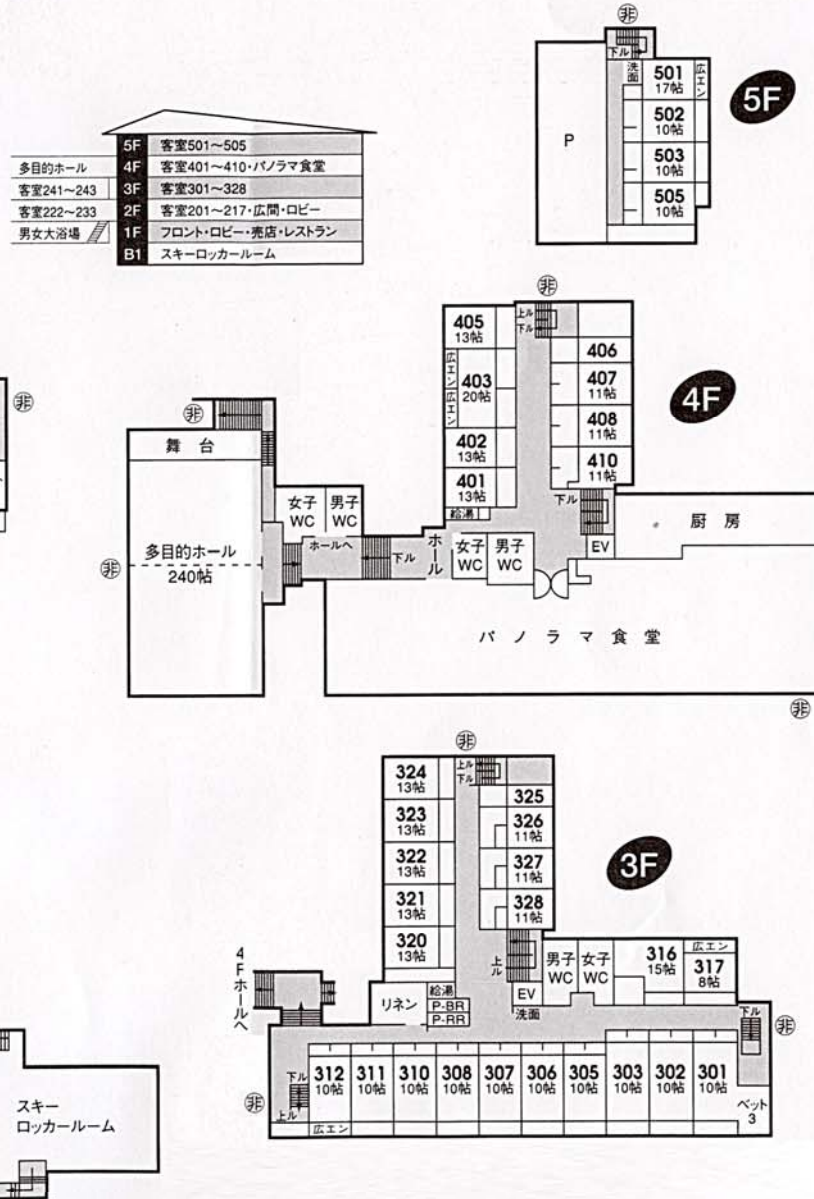 5F 客室501〜505
多目的ホール 4F 客室401〜410・パノラマ食堂
客室241〜243 3F 客室301〜328
客室222〜233 2F 客室201〜217・広間・ロビー
男女大浴場 1F フロント・ロビー・売店・レストラン
B1 スキーロッカールーム
5F
非
下ル
洗面
P
501
17帖
広エン
502
10帖
503
10帖
505
10帖
4F
非
上ル
下ル
405
13帖
広エン
403
20帖
広エン
402
13帖
401
13帖
給湯
406
407
11帖
408
11帖
410
11帖
下ル
EV
厨房
非
非
舞台
多目的ホール
240帖
非
女子
WC
男子
WC
ホールへ
下ル
ホール
女子
WC
男子
WC
パノラマ食堂
非
3F
非
上ル
下ル
324
13帖
323
13帖
322
13帖
321
13帖
320
13帖
325
326
11帖
327
11帖
328
11帖
上ル
EV
洗面
男子
WC
女子
WC
316
15帖
広エン
317
8帖
4Fホールへ
リネン
給湯
P-BR
P-RR
下ル
非
非
下ル
上ル
312
10帖
広エン
311
10帖
310
10帖
308
10帖
307
10帖
306
10帖
305
10帖
303
10帖
302
10帖
301
10帖
ベット
3
スキー
ロッカールーム